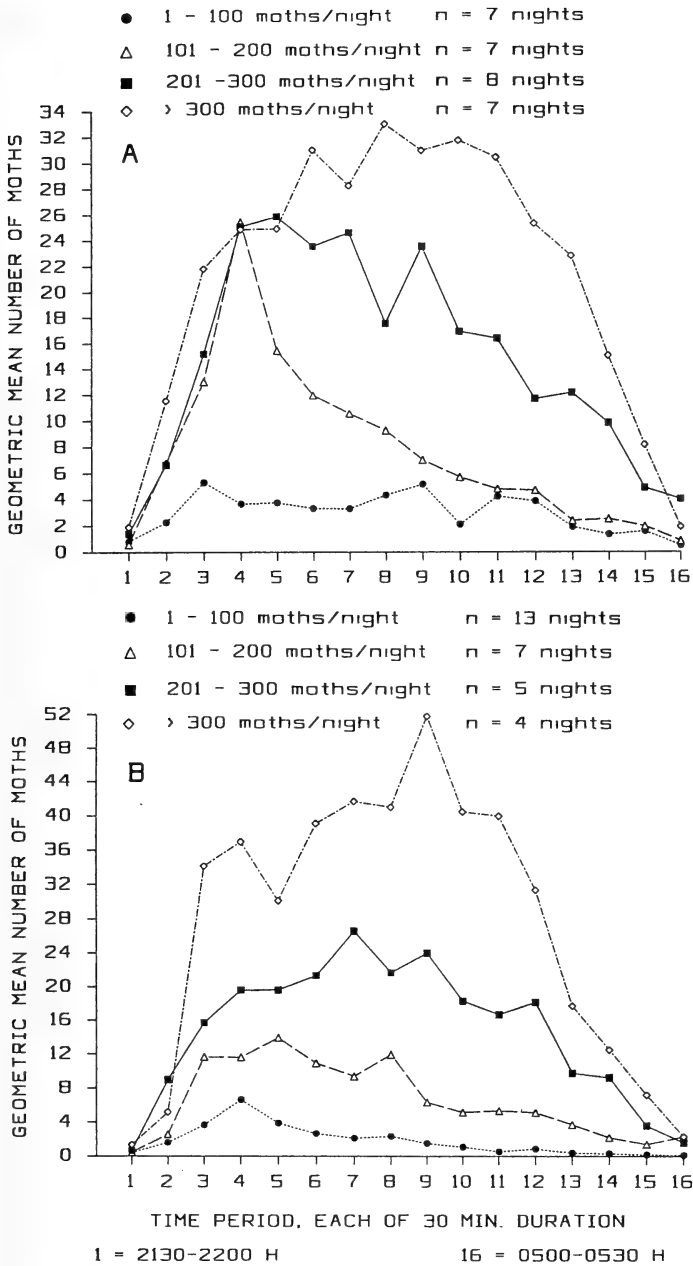 1 - 100 moths/night n = 7 nights
101 - 200 moths/night n = 7 nights
201 -300 moths/night n = 8 nights
> 300 moths/night n = 7 nights
A
GEOMETRIC MEAN NUMBER OF MOTHS
34
32
30
28
26
24
22
20
18
16
14
12
10
8
6
4
2
0
1 2 3 4 5 6 7 8 9 10 11 12 13 14 15 16
1 - 100 moths/night n = 13 nights
101 - 200 moths/night n = 7 nights
201 - 300 moths/night n = 5 nights
> 300 moths/night n = 4 nights
B
GEOMETRIC MEAN NUMBER OF MOTHS
52
48
44
40
36
32
28
24
20
16
12
8
4
0
1 2 3 4 5 6 7 8 9 10 11 12 13 14 15 16
TIME PERIOD, EACH OF 30 MIN. DURATION
1 = 2130-2200 H 16 = 0500-0530 H